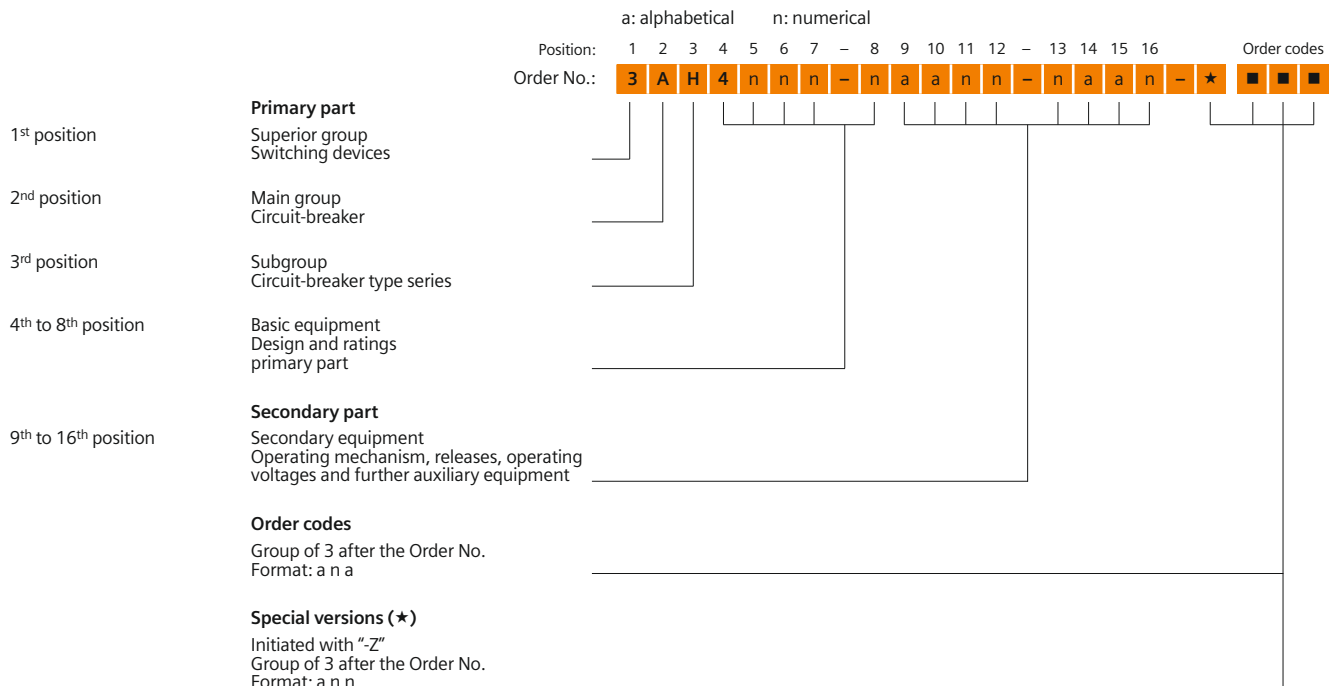 a: alphabetical n: numerical
Position: 1 2 3 4 5 6 7 – 8 9 10 11 12 – 13 14 15 16 Order codes
Order No.: 3 A H 4 n n n – n a a n n – n a a n – ★ ■ ■ ■
Primary part
1st position Superior group
Switching devices
2nd position Main group
Circuit-breaker
3rd position Subgroup
Circuit-breaker type series
4th to 8th position Basic equipment
Design and ratings
primary part
Secondary part
9th to 16th position Secondary equipment
Operating mechanism, releases, operating
voltages and further auxiliary equipment
Order codes
Group of 3 after the Order No.
Format: a n a
Special versions (★)
Initiated with “-Z”
Group of 3 after the Order No.
Format: a n n